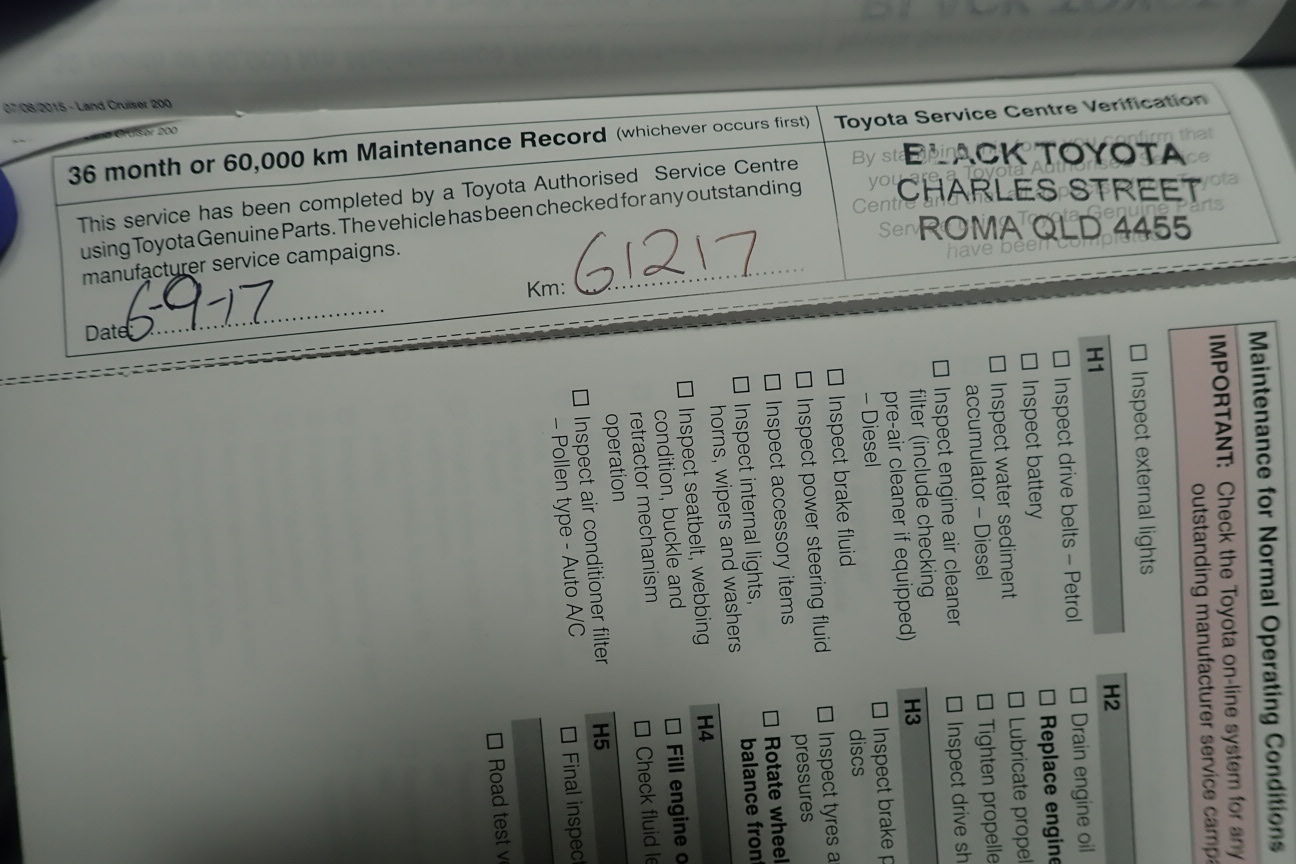 07/08/2015 - Land Cruiser 200
Cruiser 200
36 month or 60,000 km Maintenance Record (whichever occurs first)
This service has been completed by a Toyota Authorised Service Centre
using Toyota Genuine Parts. The vehicle has been checked for any outstanding
manufacturer service campaigns.
Date: 6-9-17
Km: 61217
Toyota Service Centre Verification
BLACK TOYOTA
CHARLES STREET
ROMA QLD 4455
Maintenance for Normal Operating Conditions
IMPORTANT: Check the Toyota on-line system for any
outstanding manufacturer service camp
☐ Inspect external lights
H1
☐ Inspect drive belts – Petrol
☐ Inspect battery
☐ Inspect water sediment
accumulator – Diesel
☐ Inspect engine air cleaner
filter (include checking
pre-air cleaner if equipped)
– Diesel
☐ Inspect brake fluid
☐ Inspect power steering fluid
☐ Inspect accessory items
☐ Inspect internal lights,
horns, wipers and washers
☐ Inspect seatbelt, webbing
condition, buckle and
retractor mechanism
operation
☐ Inspect air conditioner filter
– Pollen type - Auto A/C
H2
☐ Drain engine oil
☐ Replace engine
☐ Lubricate propel
☐ Tighten propelle
☐ Inspect drive sh
H3
☐ Inspect brake p
discs
☐ Inspect tyres a
pressures
☐ Rotate wheel
balance front
H4
☐ Fill engine o
☐ Check fluid le
H5
☐ Final inspect
☐ Road test v